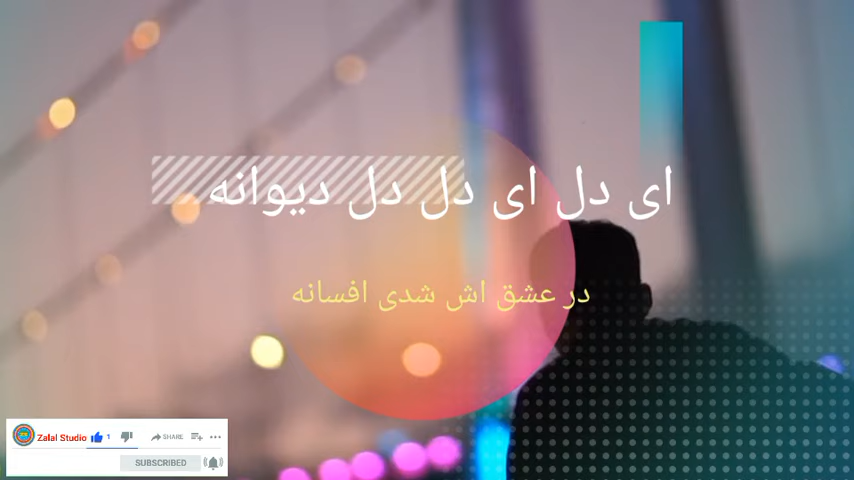 ای دل ای دل دل دیوانه
در عشق اش شدی افسانه
Zalal Studio 1 SHARE
SUBSCRIBED